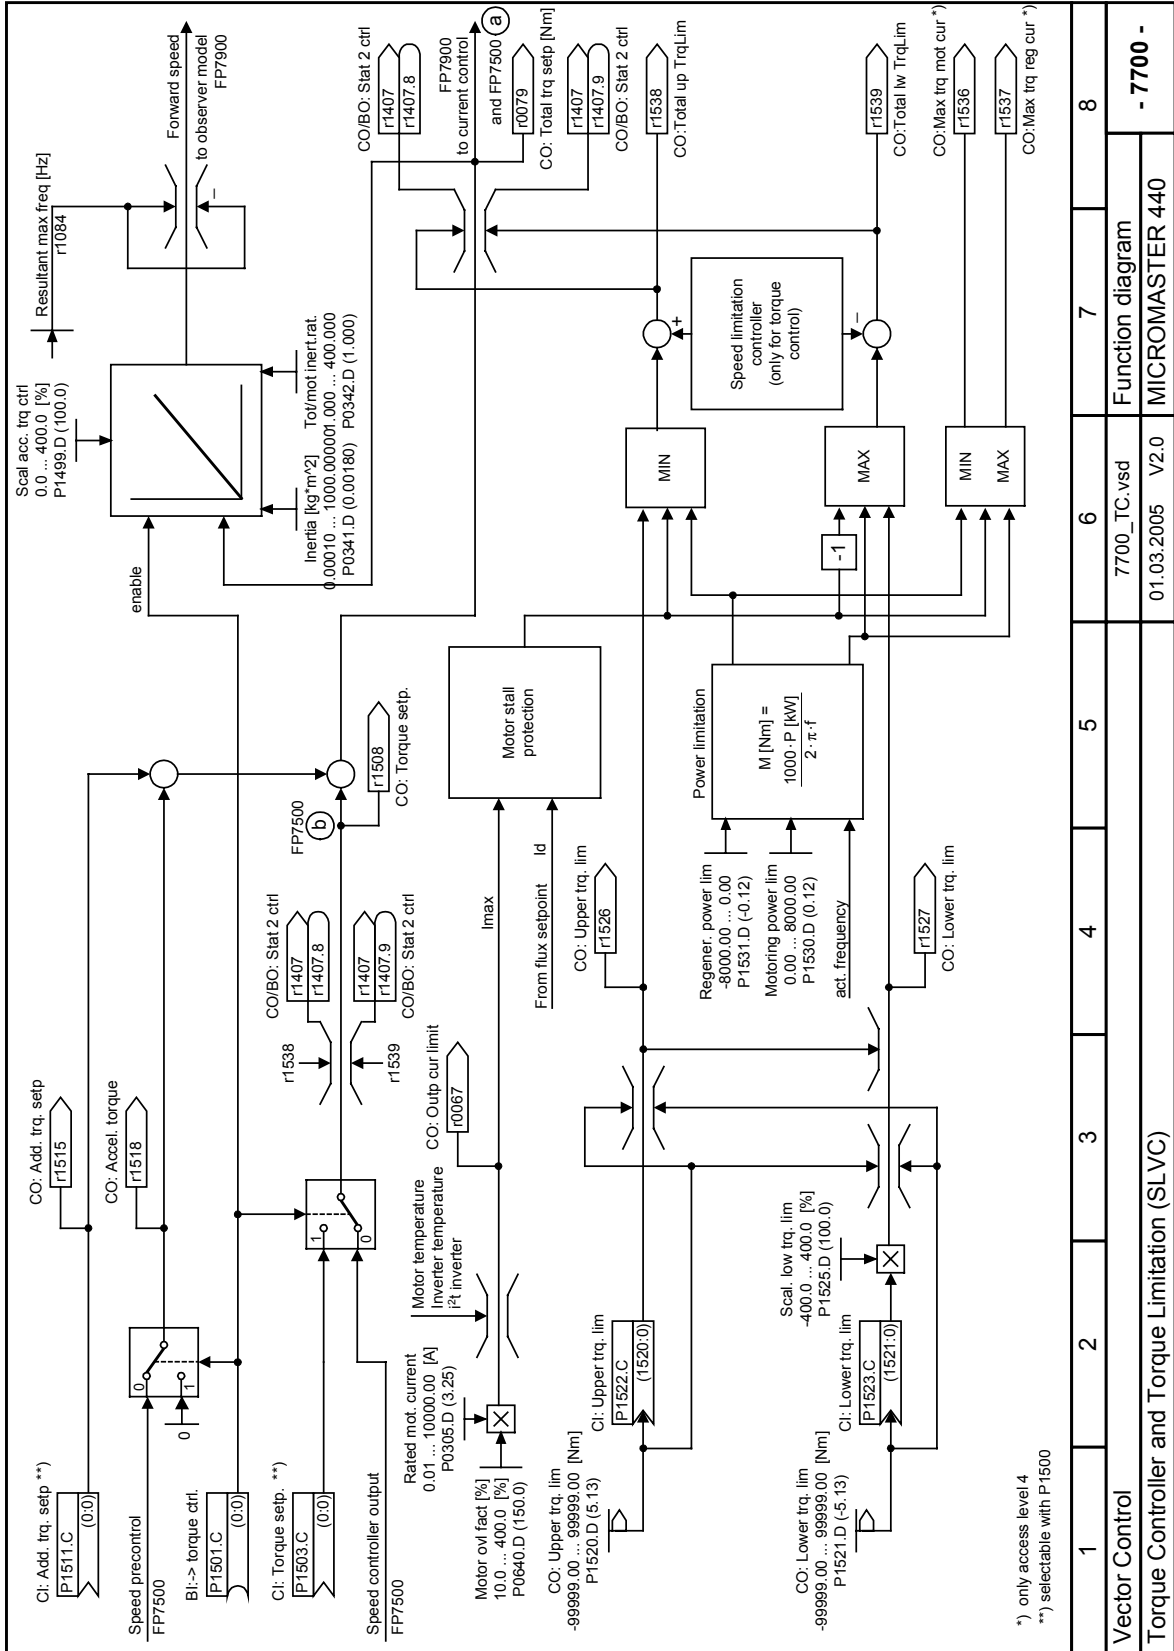 CI: Add. trq. setp **)
P1511.C
(0:0)
Speed precontrol
FP7500
BI:-> torque ctrl.
P1501.C
(0:0)
CI: Torque setp. **)
P1503.C
(0:0)
Speed controller output
FP7500
0
1
0
1
0
CO: Add. trq. setp
r1515
CO: Accel. torque
r1518
r1538
r1539
CO/BO: Stat 2 ctrl
r1407
r1407.8
r1407
r1407.9
CO/BO: Stat 2 ctrl
FP7500
b
r1508
CO: Torque setp.
enable
Scal acc. trq ctrl
0.0 ... 400.0 [%]
P1499.D (100.0)
Inertia [kg*m^2]
0.00010 ... 1000.00000
P0341.D (0.00180)
Tot/mot inert.rat.
1.000 ... 400.000
P0342.D (1.000)
Resultant max freq [Hz]
r1084
–
Forward speed
to observer model
FP7900
CO/BO: Stat 2 ctrl
r1407
r1407.8
FP7900
to current control
and FP7500
a
r0079
CO: Total trq setp [Nm]
r1407
r1407.9
CO/BO: Stat 2 ctrl
r1538
CO:Total up TrqLim
r1539
CO:Total lw TrqLim
r1536
CO:Max trq mot cur *)
r1537
CO:Max trq reg cur *)
Motor ovl fact [%]
10.0 ... 400.0 [%]
P0640.D (150.0)
Rated mot. current
0.01 ... 10000.00 [A]
P0305.D (3.25)
Motor temperature
Inverter temperature
i²t inverter
CO: Outp cur limit
r0067
Imax
From flux setpoint
Id
Motor stall
protection
CO: Upper trq. lim
-99999.00 ... 99999.00 [Nm]
P1520.D (5.13)
CI: Upper trq. lim
P1522.C
(1520:0)
CO: Upper trq. lim
r1526
Regener. power lim
-8000.00 ... 0.00
P1531.D (-0.12)
Motoring power lim
0.00 ... 8000.00
P1530.D (0.12)
act. frequency
Power limitation
M [Nm] =
1000·P [kW]
2·π·f
MIN
-1
MAX
MIN
MAX
+
–
Speed limitation
controller
(only for torque
control)
CO: Lower trq. lim
-99999.00 ... 99999.00 [Nm]
P1521.D (-5.13)
CI: Lower trq. lim
P1523.C
(1521:0)
Scal. low trq. lim
-400.0 ... 400.0 [%]
P1525.D (100.0)
r1527
CO: Lower trq. lim
*) only access level 4
**) selectable with P1500
1 2 3 4 5 6 7 8
Vector Control
7700_TC.vsd
Function diagram
- 7700 -
Torque Controller and Torque Limitation (SLVC)
01.03.2005 V2.0
MICROMASTER 440